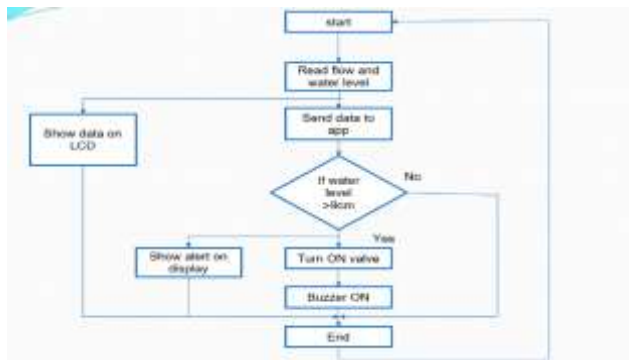 start
Read flow and
water level
Show data on
LCD
Send data to
app
If water
level
No
Yes
Show alert on
display
Turn ON valve
Buzzer ON
End